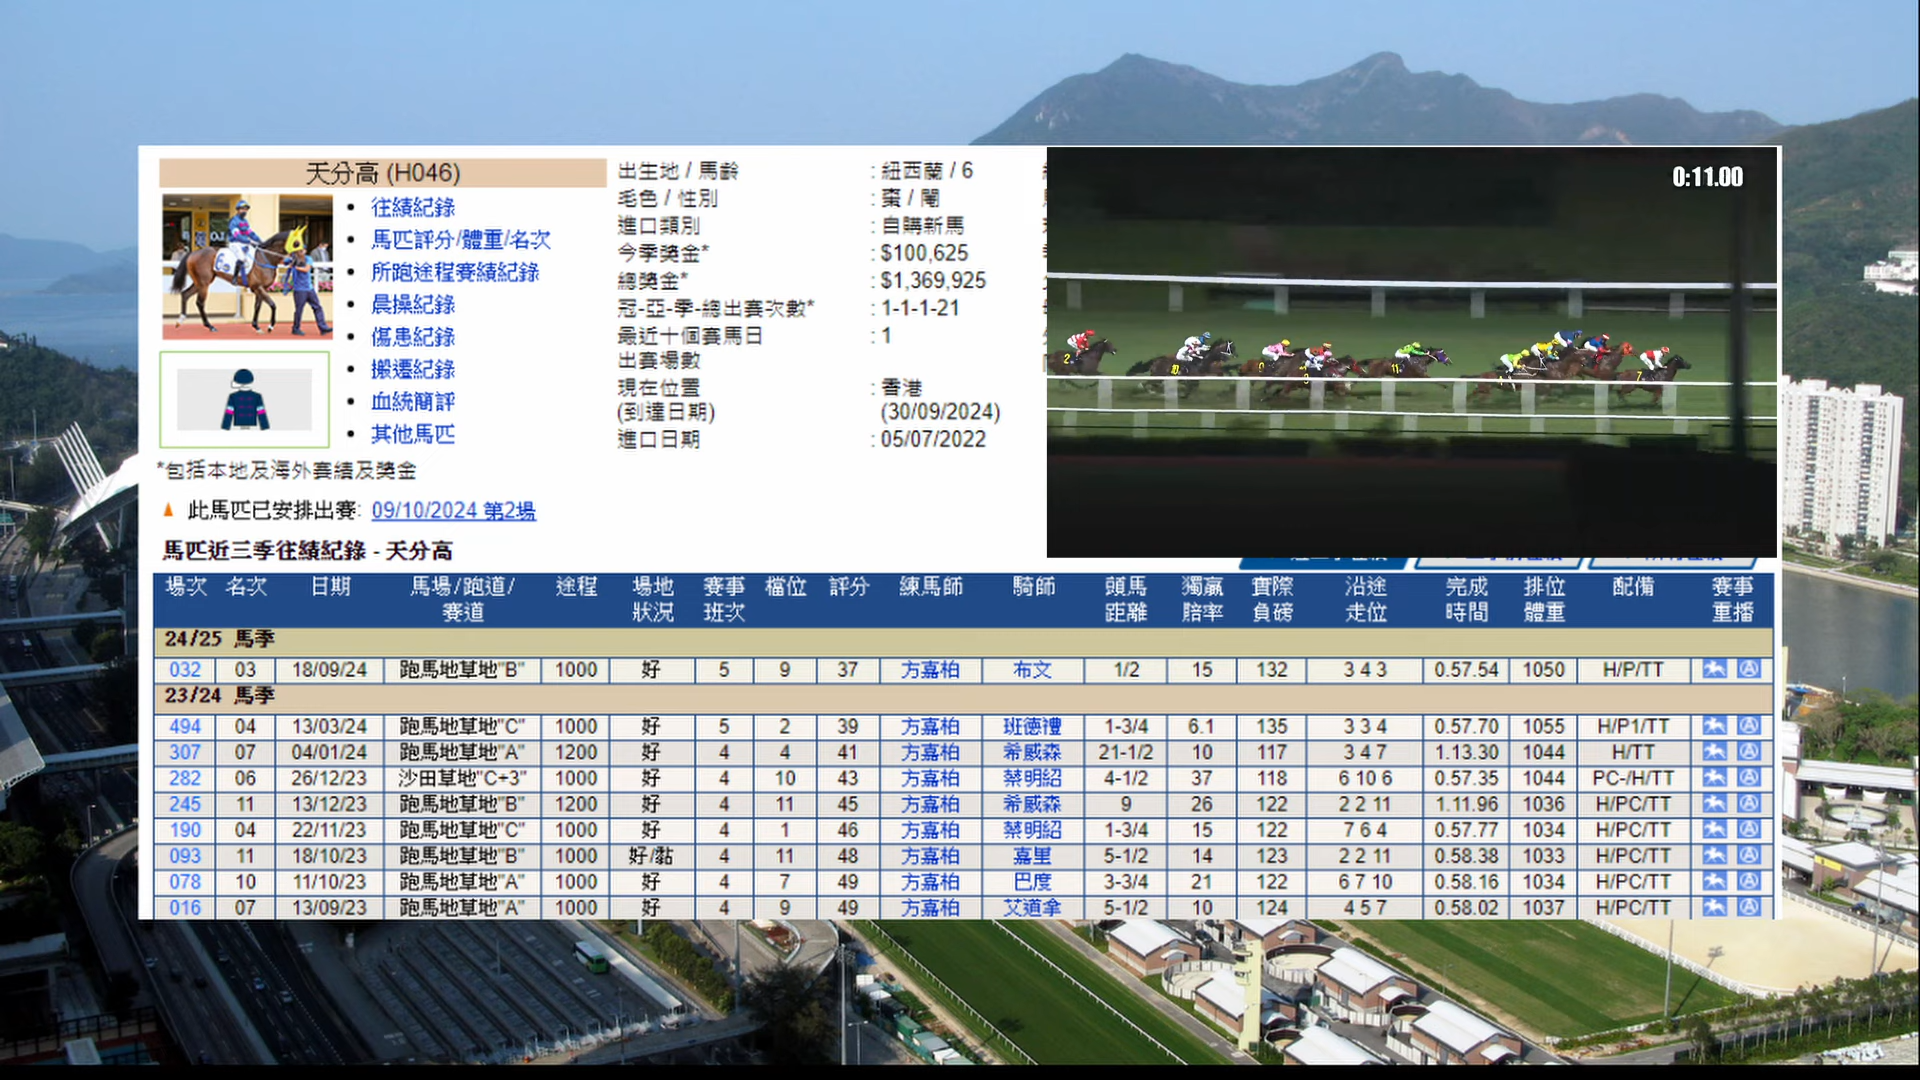 天分高 (H046)
往績紀錄
馬匹評分/體重/名次
所跑途程賽績紀錄
晨操紀錄
傷患紀錄
搬遷紀錄
血統簡評
其他馬匹
*包括本地及海外賽績及獎金
出生地 / 馬齡 : 紐西蘭 / 6
毛色 / 性別 : 棗 / 閹
進口類別 : 自購新馬
今季獎金* : $100,625
總獎金* : $1,369,925
冠-亞-季-總出賽次數* : 1-1-1-21
最近十個賽馬日 : 1
出賽場數
現在位置 : 香港
(到達日期) (30/09/2024)
進口日期 : 05/07/2022
0:11.00
此馬匹已安排出賽: 09/10/2024 第2場
馬匹近三季往績紀錄 - 天分高
場次 名次 日期 馬場/跑道/賽道 途程 場地狀況 賽事班次 檔位 評分 練馬師 騎師 頭馬距離 獨贏賠率 實際負磅 沿途走位 完成時間 排位體重 配備 賽事重播
24/25 馬季
032 03 18/09/24 跑馬地草地"B" 1000 好 5 9 37 方嘉柏 布文 1/2 15 132 3 4 3 0.57.54 1050 H/P/TT
23/24 馬季
494 04 13/03/24 跑馬地草地"C" 1000 好 5 2 39 方嘉柏 班德禮 1-3/4 6.1 135 3 3 4 0.57.70 1055 H/P1/TT
307 07 04/01/24 跑馬地草地"A" 1200 好 4 4 41 方嘉柏 希威森 21-1/2 10 117 3 4 7 1.13.30 1044 H/TT
282 06 26/12/23 沙田草地"C+3" 1000 好 4 10 43 方嘉柏 蔡明紹 4-1/2 37 118 6 10 6 0.57.35 1044 PC-/H/TT
245 11 13/12/23 跑馬地草地"B" 1200 好 4 11 45 方嘉柏 希威森 9 26 122 2 2 11 1.11.96 1036 H/PC/TT
190 04 22/11/23 跑馬地草地"C" 1000 好 4 1 46 方嘉柏 蔡明紹 1-3/4 15 122 7 6 4 0.57.77 1034 H/PC/TT
093 11 18/10/23 跑馬地草地"B" 1000 好/黏 4 11 48 方嘉柏 嘉里 5-1/2 14 123 2 2 11 0.58.38 1033 H/PC/TT
078 10 11/10/23 跑馬地草地"A" 1000 好 4 7 49 方嘉柏 巴度 3-3/4 21 122 6 7 10 0.58.16 1034 H/PC/TT
016 07 13/09/23 跑馬地草地"A" 1000 好 4 9 49 方嘉柏 艾道拿 5-1/2 10 124 4 5 7 0.58.02 1037 H/PC/TT